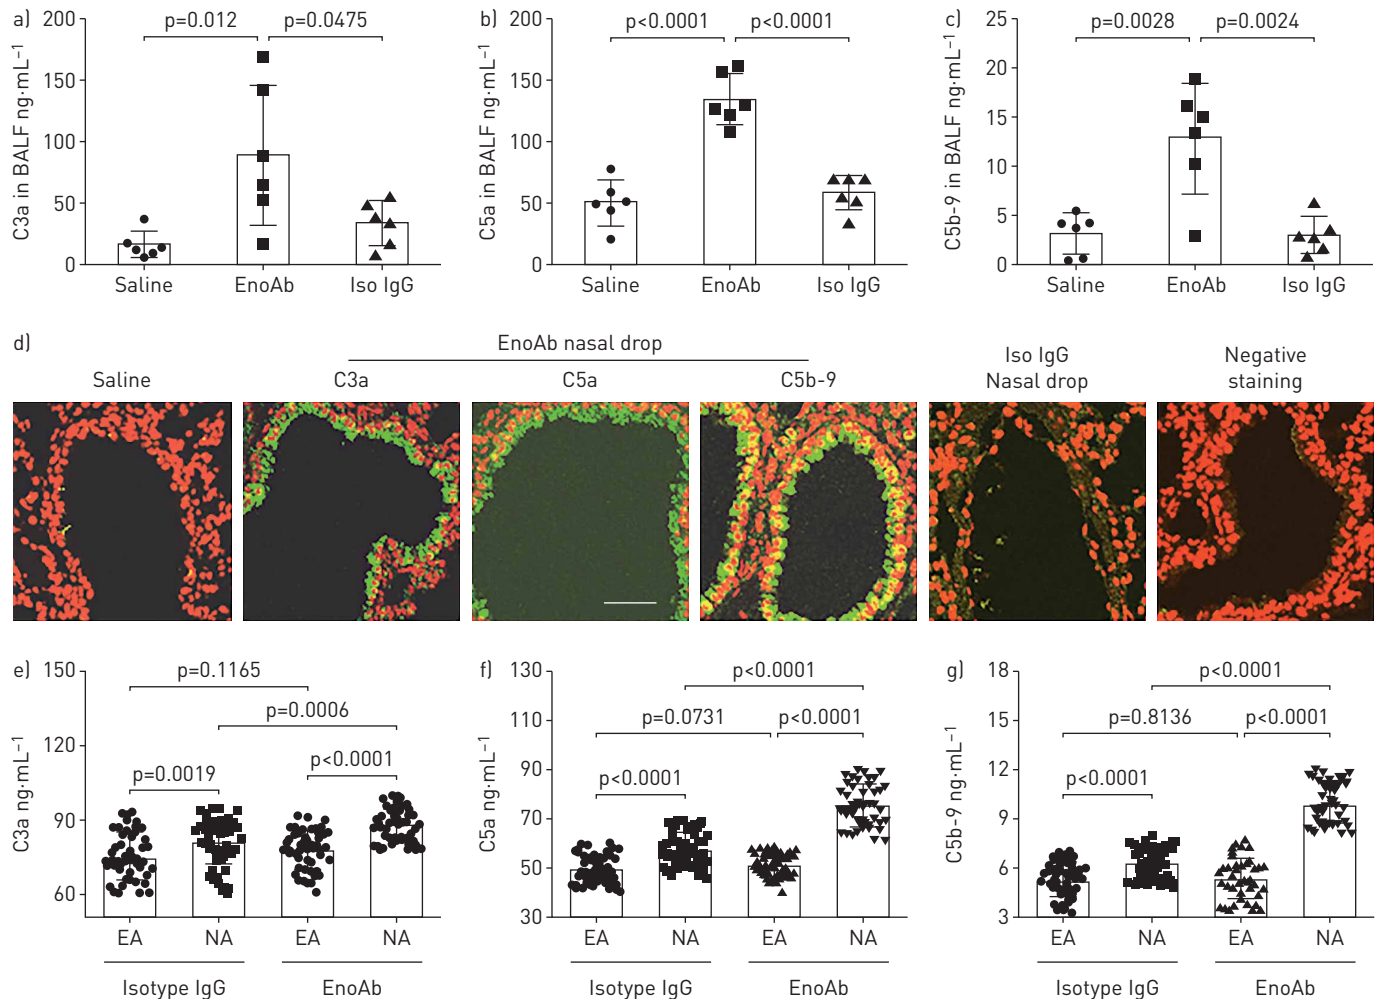 a)
200
150
100
50
0
C3a in BALF ng·mL⁻¹
p=0.012
p=0.0475
Saline
EnoAb
Iso IgG
b)
200
150
100
50
0
C5a in BALF ng·mL⁻¹
p<0.0001
p<0.0001
Saline
EnoAb
Iso IgG
c)
25
20
15
10
5
0
C5b-9 in BALF ng·mL⁻¹
p=0.0028
p=0.0024
Saline
EnoAb
Iso IgG
d)
EnoAb nasal drop
Saline
C3a
C5a
C5b-9
Iso IgG
Nasal drop
Negative
staining
e)
150
120
90
60
C3a ng·mL⁻¹
p=0.1165
p=0.0006
p=0.0019
p<0.0001
EA
NA
EA
NA
Isotype IgG
EnoAb
f)
130
110
90
70
50
30
C5a ng·mL⁻¹
p<0.0001
p=0.0731
p<0.0001
p<0.0001
EA
NA
EA
NA
Isotype IgG
EnoAb
g)
18
15
12
9
6
3
C5b-9 ng·mL⁻¹
p<0.0001
p=0.8136
p<0.0001
p<0.0001
EA
NA
EA
NA
Isotype IgG
EnoAb